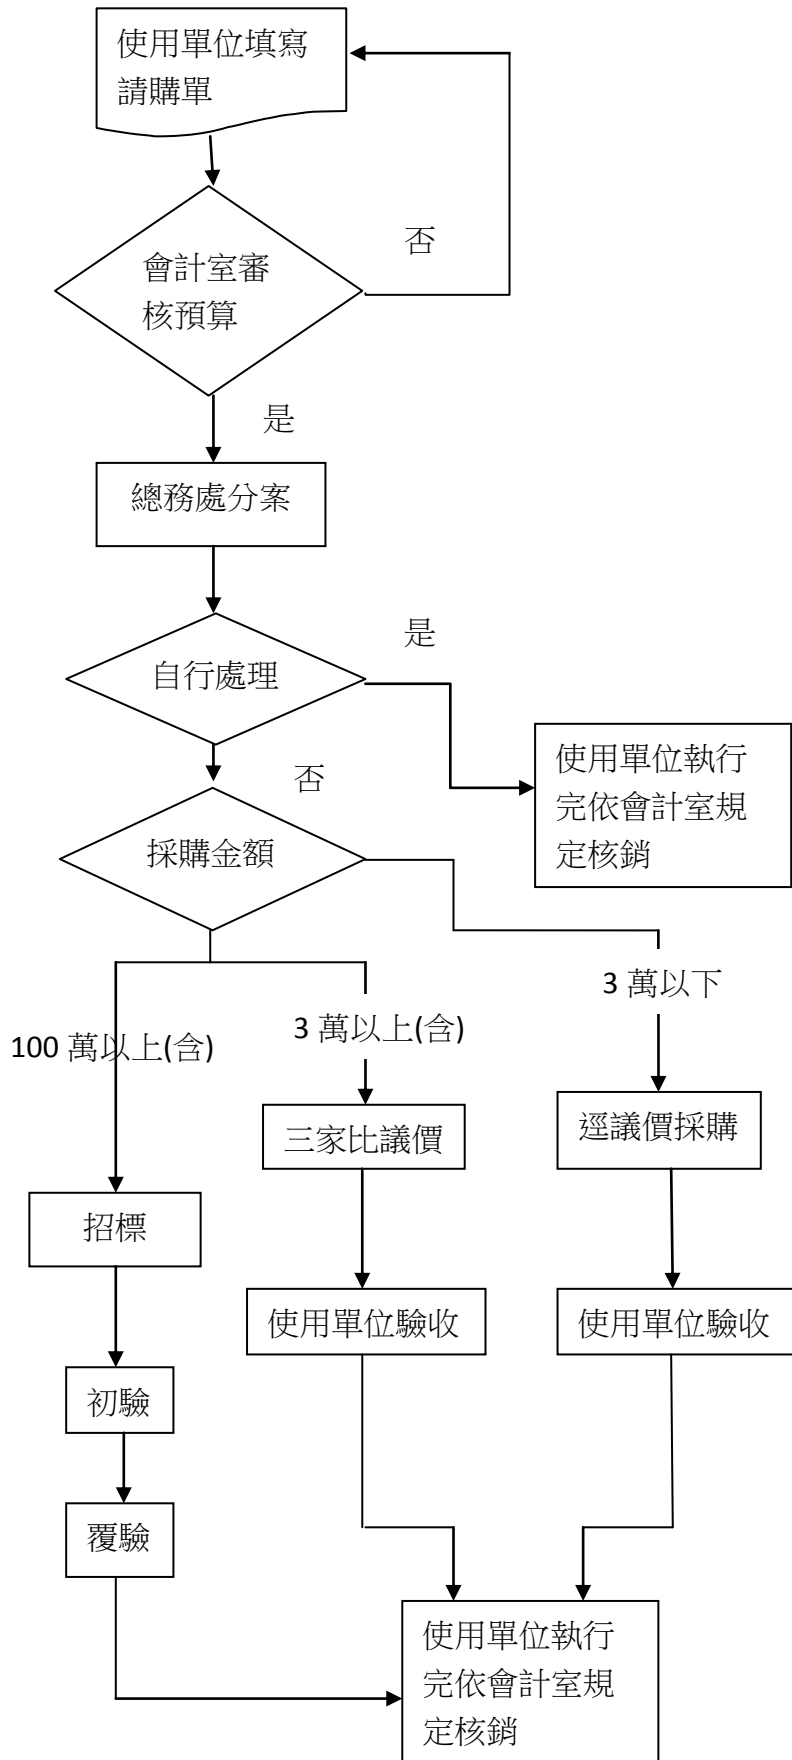 使用單位填寫
請購單
否
會計室審
核預算
是
總務處分案
是
自行處理
使用單位執行
完依會計室規
定核銷
否
採購金額
3 萬以下
3 萬以上(含)
100 萬以上(含)
三家比議價
逕議價採購
招標
使用單位驗收
使用單位驗收
初驗
覆驗
使用單位執行
完依會計室規
定核銷